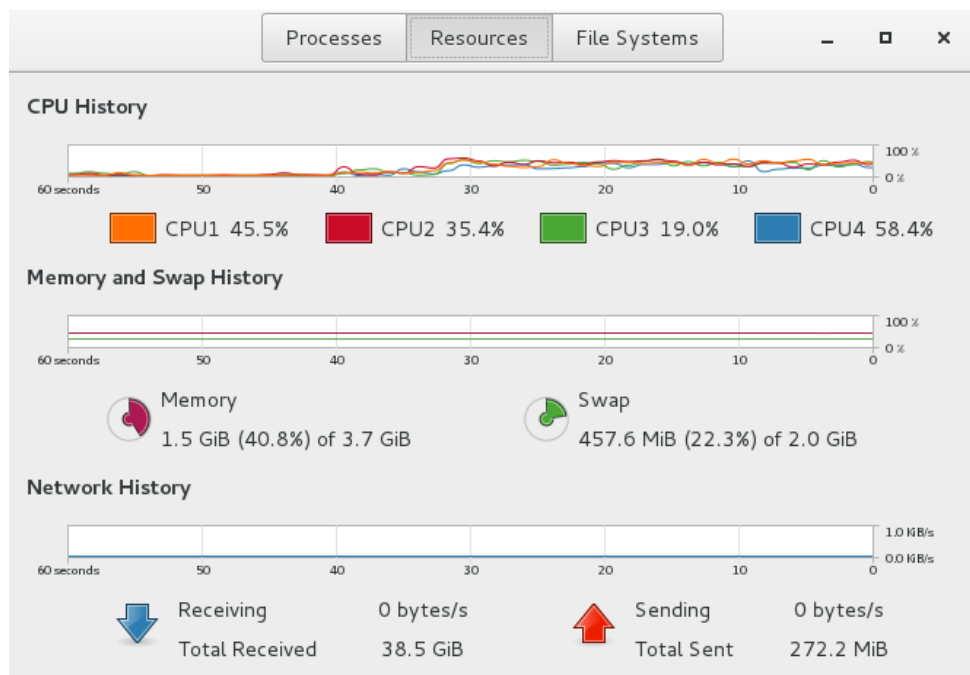 Processes Resources File Systems
CPU History
100 %
0 %
60 seconds 50 40 30 20 10 0
CPU1 45.5% CPU2 35.4% CPU3 19.0% CPU4 58.4%
Memory and Swap History
100 %
0 %
60 seconds 50 40 30 20 10 0
Memory Swap
1.5 GiB (40.8%) of 3.7 GiB 457.6 MiB (22.3%) of 2.0 GiB
Network History
1.0 KiB/s
0.0 KiB/s
60 seconds 50 40 30 20 10 0
Receiving 0 bytes/s Sending 0 bytes/s
Total Received 38.5 GiB Total Sent 272.2 MiB